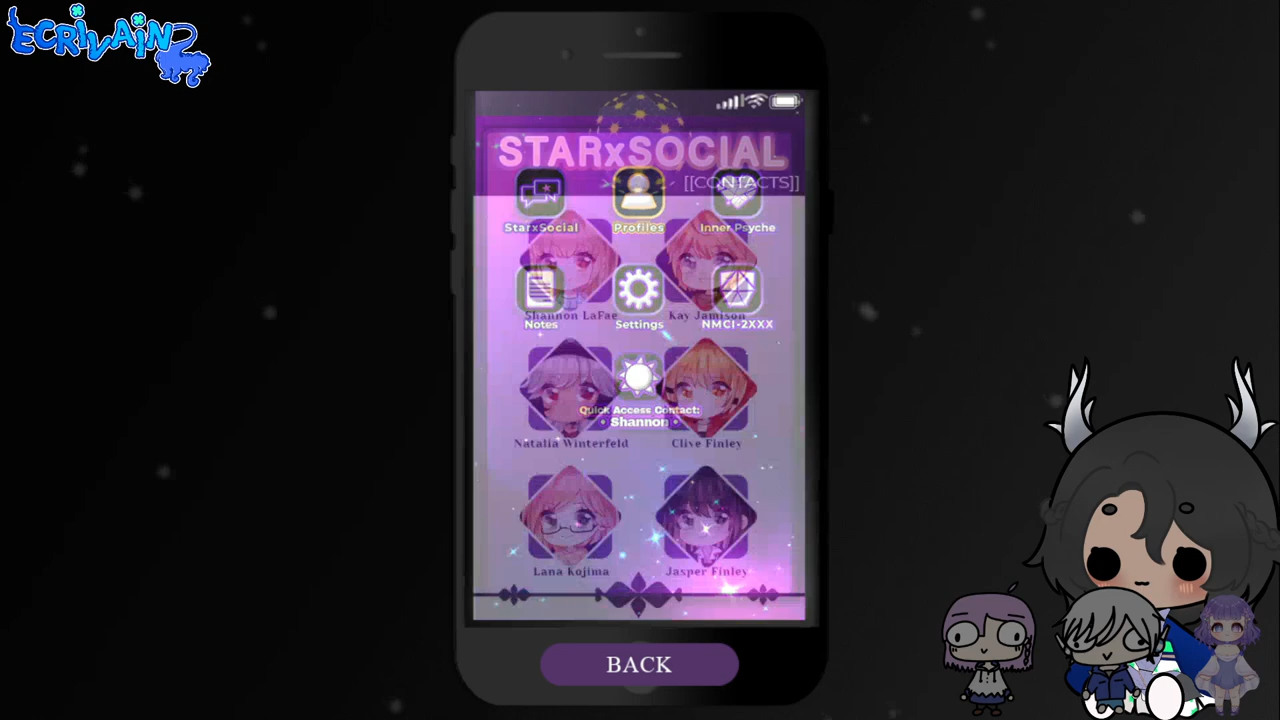 ECRIVAIN
STARxSOCIAL
[[CONTACTS]]
StarxSocial
Profiles
Inner Psyche
Shannon LaFae
Kay Jamison
Notes
Settings
NMCI-2XXX
Quick Access Contact:
Shannon
Natalia Winterfeld
Clive Finley
Lana Kojima
Jasper Finley
BACK